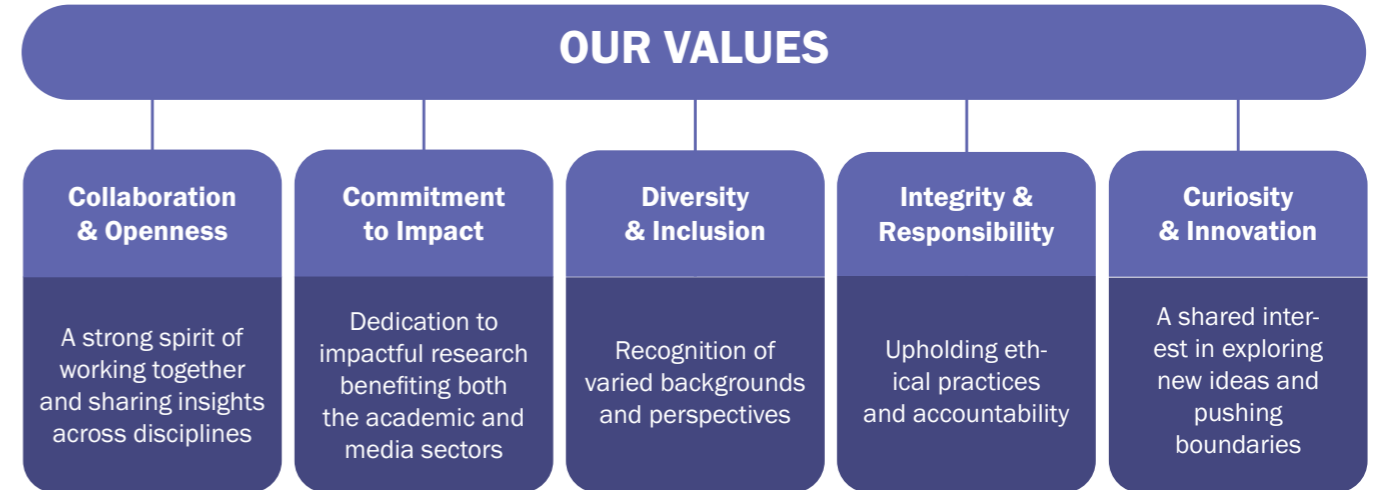 OUR VALUES
Collaboration
& Openness
A strong spirit of
working together
and sharing insights
across disciplines
Commitment
to Impact
Dedication to
impactful research
benefiting both
the academic and
media sectors
Diversity
& Inclusion
Recognition of
varied backgrounds
and perspectives
Integrity &
Responsibility
Upholding eth-
ical practices
and accountability
Curiosity
& Innovation
A shared inter-
est in exploring
new ideas and
pushing
boundaries